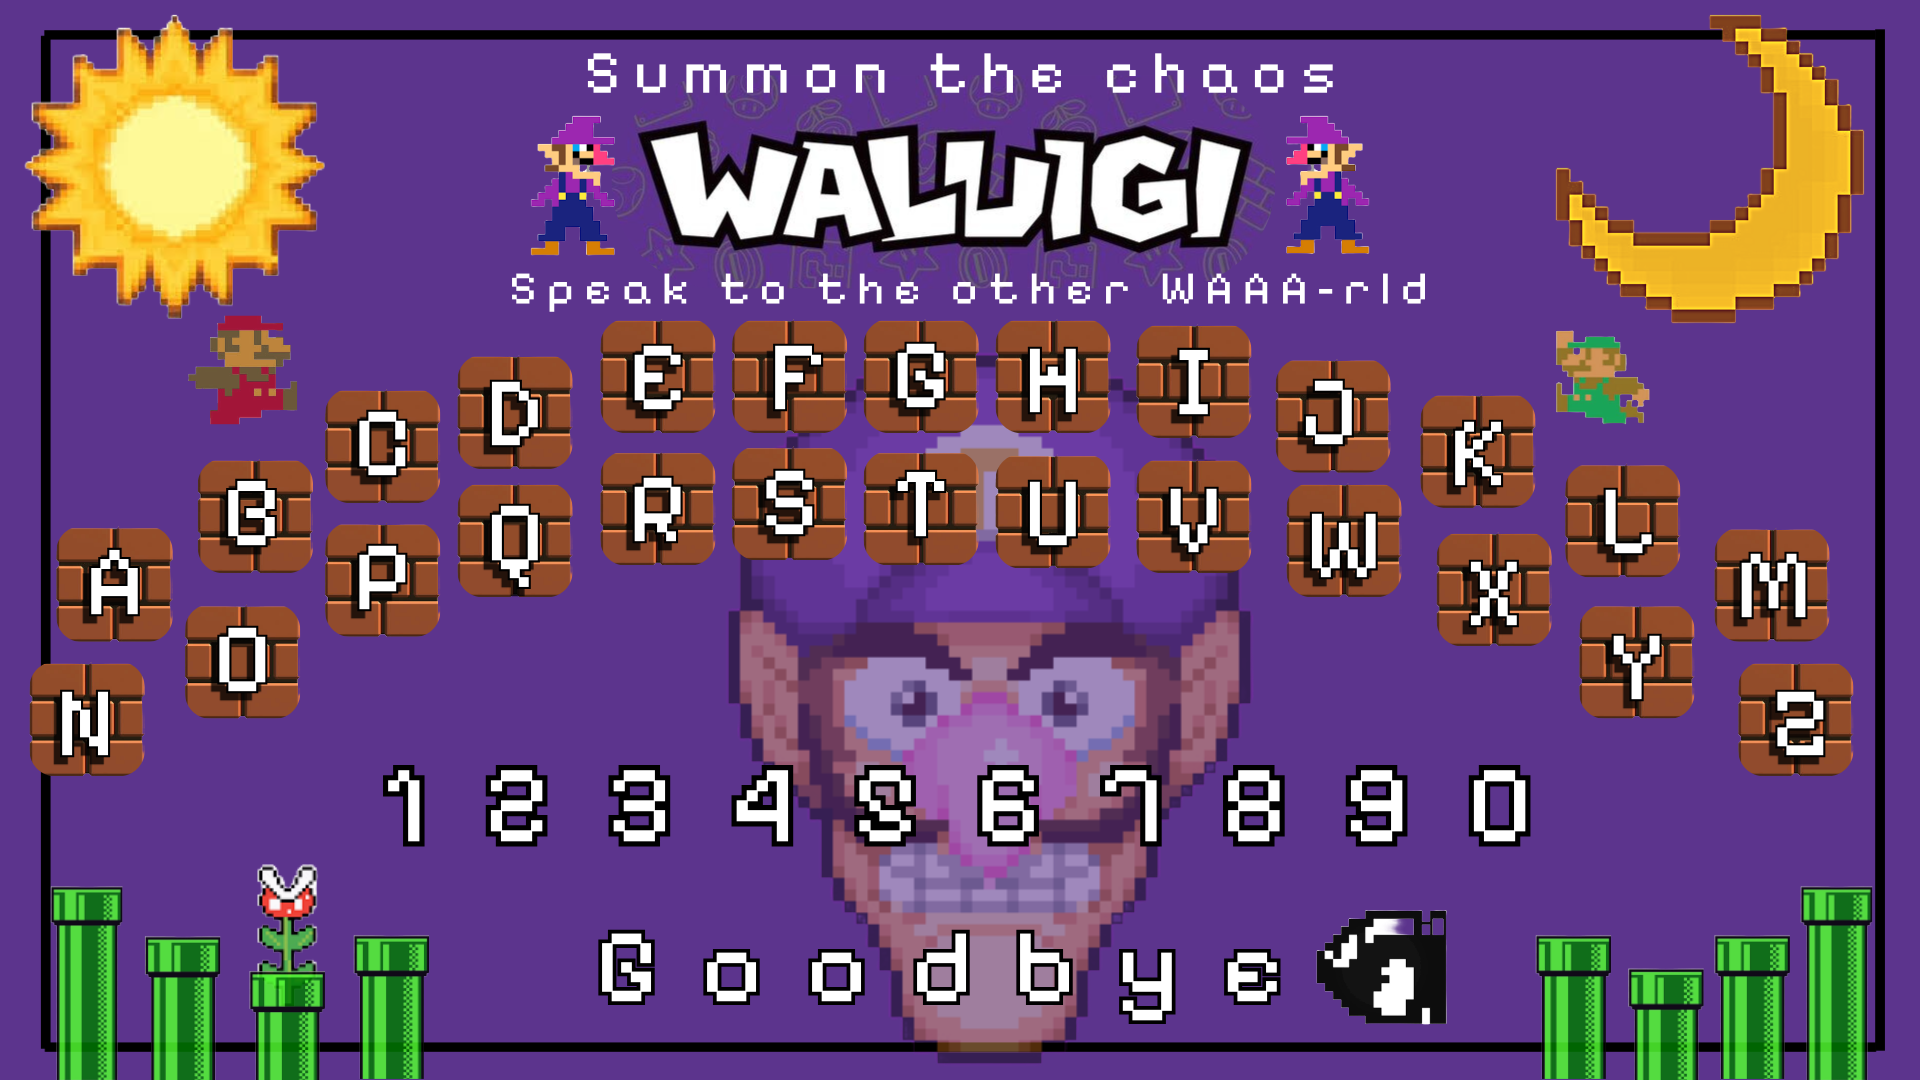 Summon the chaos
WALUIGI
Speak to the other WAAA-rld
A B C D E F G H I J K L M
N O P Q R S T U V W X Y Z
1 2 3 4 5 6 7 8 9 0
Goodbye